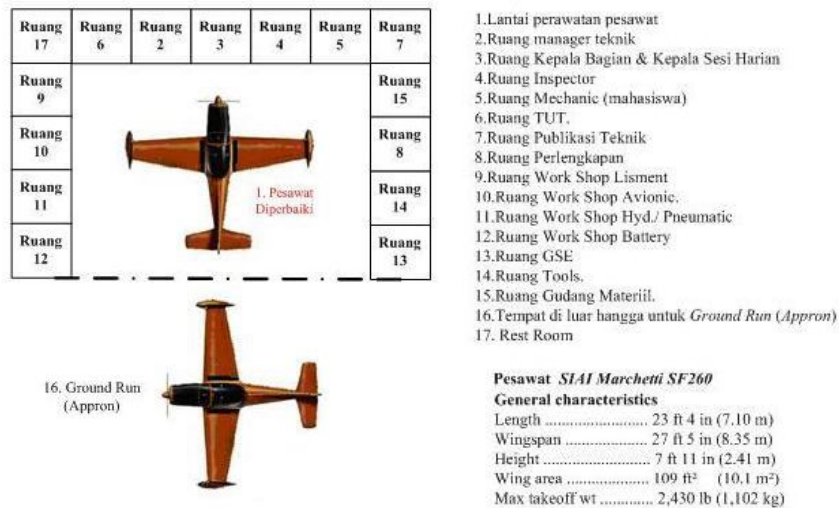 Ruang 17
Ruang 6
Ruang 2
Ruang 3
Ruang 4
Ruang 5
Ruang 7
Ruang 9
Ruang 15
Ruang 10
Ruang 8
1. Pesawat
Diperbaiki
Ruang 11
Ruang 14
Ruang 12
Ruang 13
16. Ground Run
(Appron)
1.Lantai perawatan pesawat
2.Ruang manager teknik
3.Ruang Kepala Bagian & Kepala Sesi Harian
4.Ruang Inspector
5.Ruang Mechanic (mahasiswa)
6.Ruang TUT.
7.Ruang Publikasi Teknik
8.Ruang Perlengkapan
9.Ruang Work Shop Lisment
10.Ruang Work Shop Avionic.
11.Ruang Work Shop Hyd./ Pneumatic
12.Ruang Work Shop Battery
13.Ruang GSE
14.Ruang Tools.
15.Ruang Gudang Materiil.
16.Tempat di luar hangga untuk Ground Run (Appron)
17. Rest Room
Pesawat SIAI Marchetti SF260
General characteristics
Length ......................... 23 ft 4 in (7.10 m)
Wingspan .................... 27 ft 5 in (8.35 m)
Height .......................... 7 ft 11 in (2.41 m)
Wing area .................... 109 ft² (10.1 m²)
Max takeoff wt ............. 2,430 lb (1,102 kg)